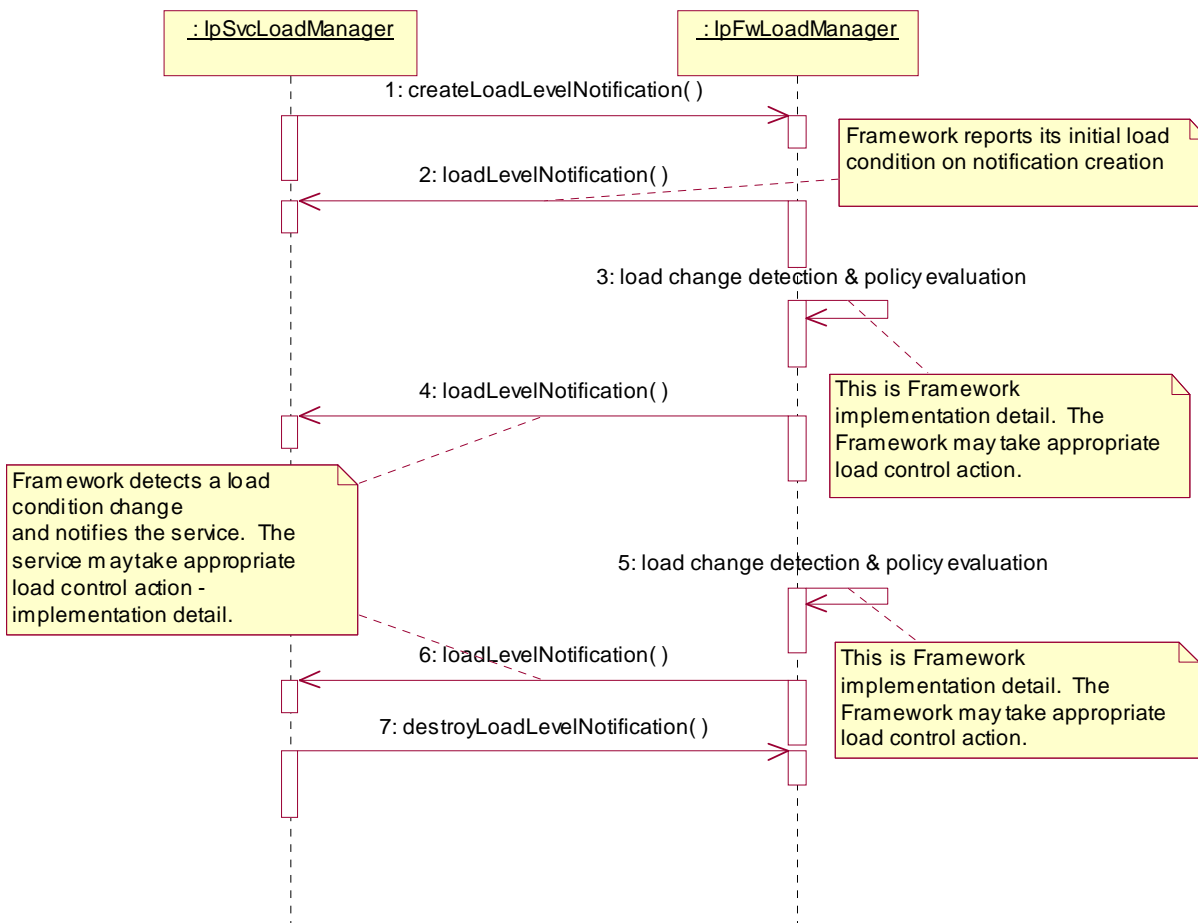 : IpSvcLoadManager
: IpFwLoadManager
1: createLoadLevelNotification( )
Framework reports its initial load
condition on notification creation
2: loadLevelNotification( )
3: load change detection & policy evaluation
This is Framework
implementation detail. The
Framework may take appropriate
load control action.
4: loadLevelNotification( )
Framework detects a load
condition change
and notifies the service. The
service may take appropriate
load control action -
implementation detail.
5: load change detection & policy evaluation
This is Framework
implementation detail. The
Framework may take appropriate
load control action.
6: loadLevelNotification( )
7: destroyLoadLevelNotification( )